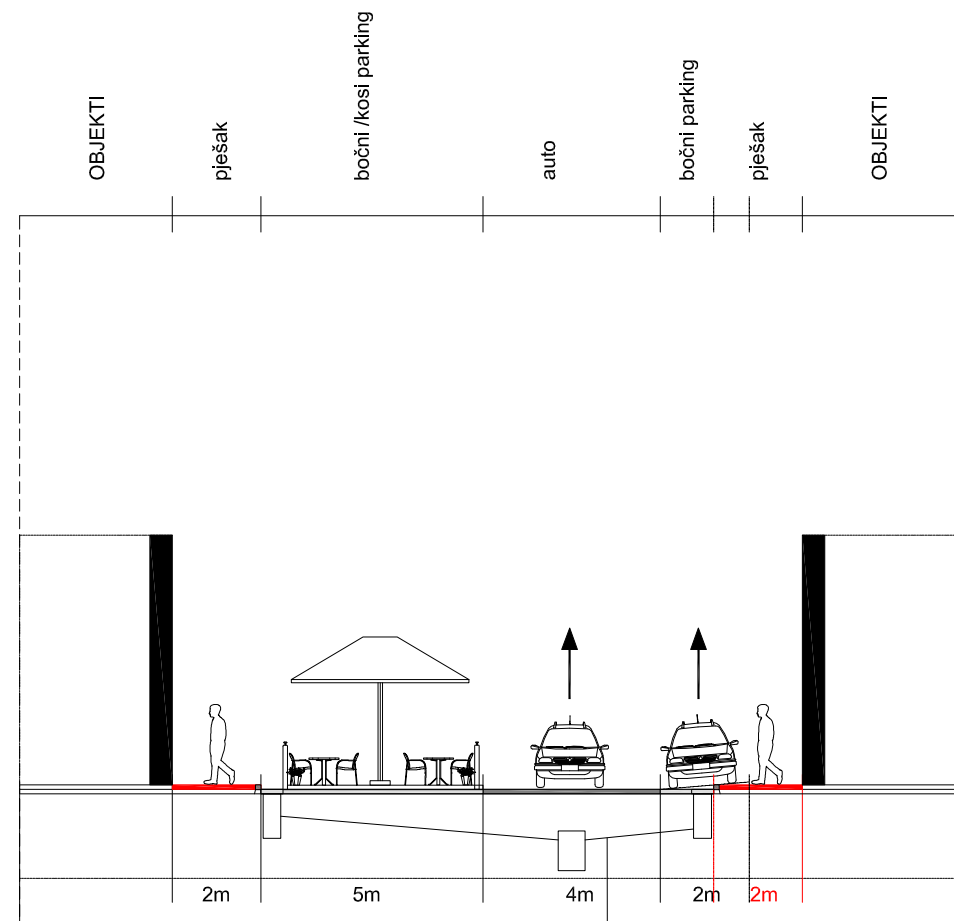 OBJEKTI
pješak
bočni /kosi parking
auto
bočni parking
pješak
OBJEKTI
2m
5m
4m
2m
2m